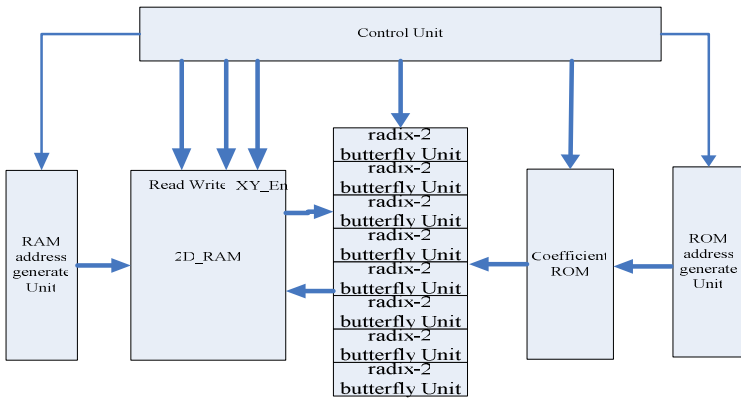 Control Unit
Read Write XY_En
2D_RAM
RAM
address
generate
Unit
radix-2
butterfly Unit
radix-2
butterfly Unit
radix-2
butterfly Unit
radix-2
butterfly Unit
radix-2
butterfly Unit
radix-2
butterfly Unit
radix-2
butterfly Unit
radix-2
butterfly Unit
Coefficient
ROM
ROM
address
generate
Unit